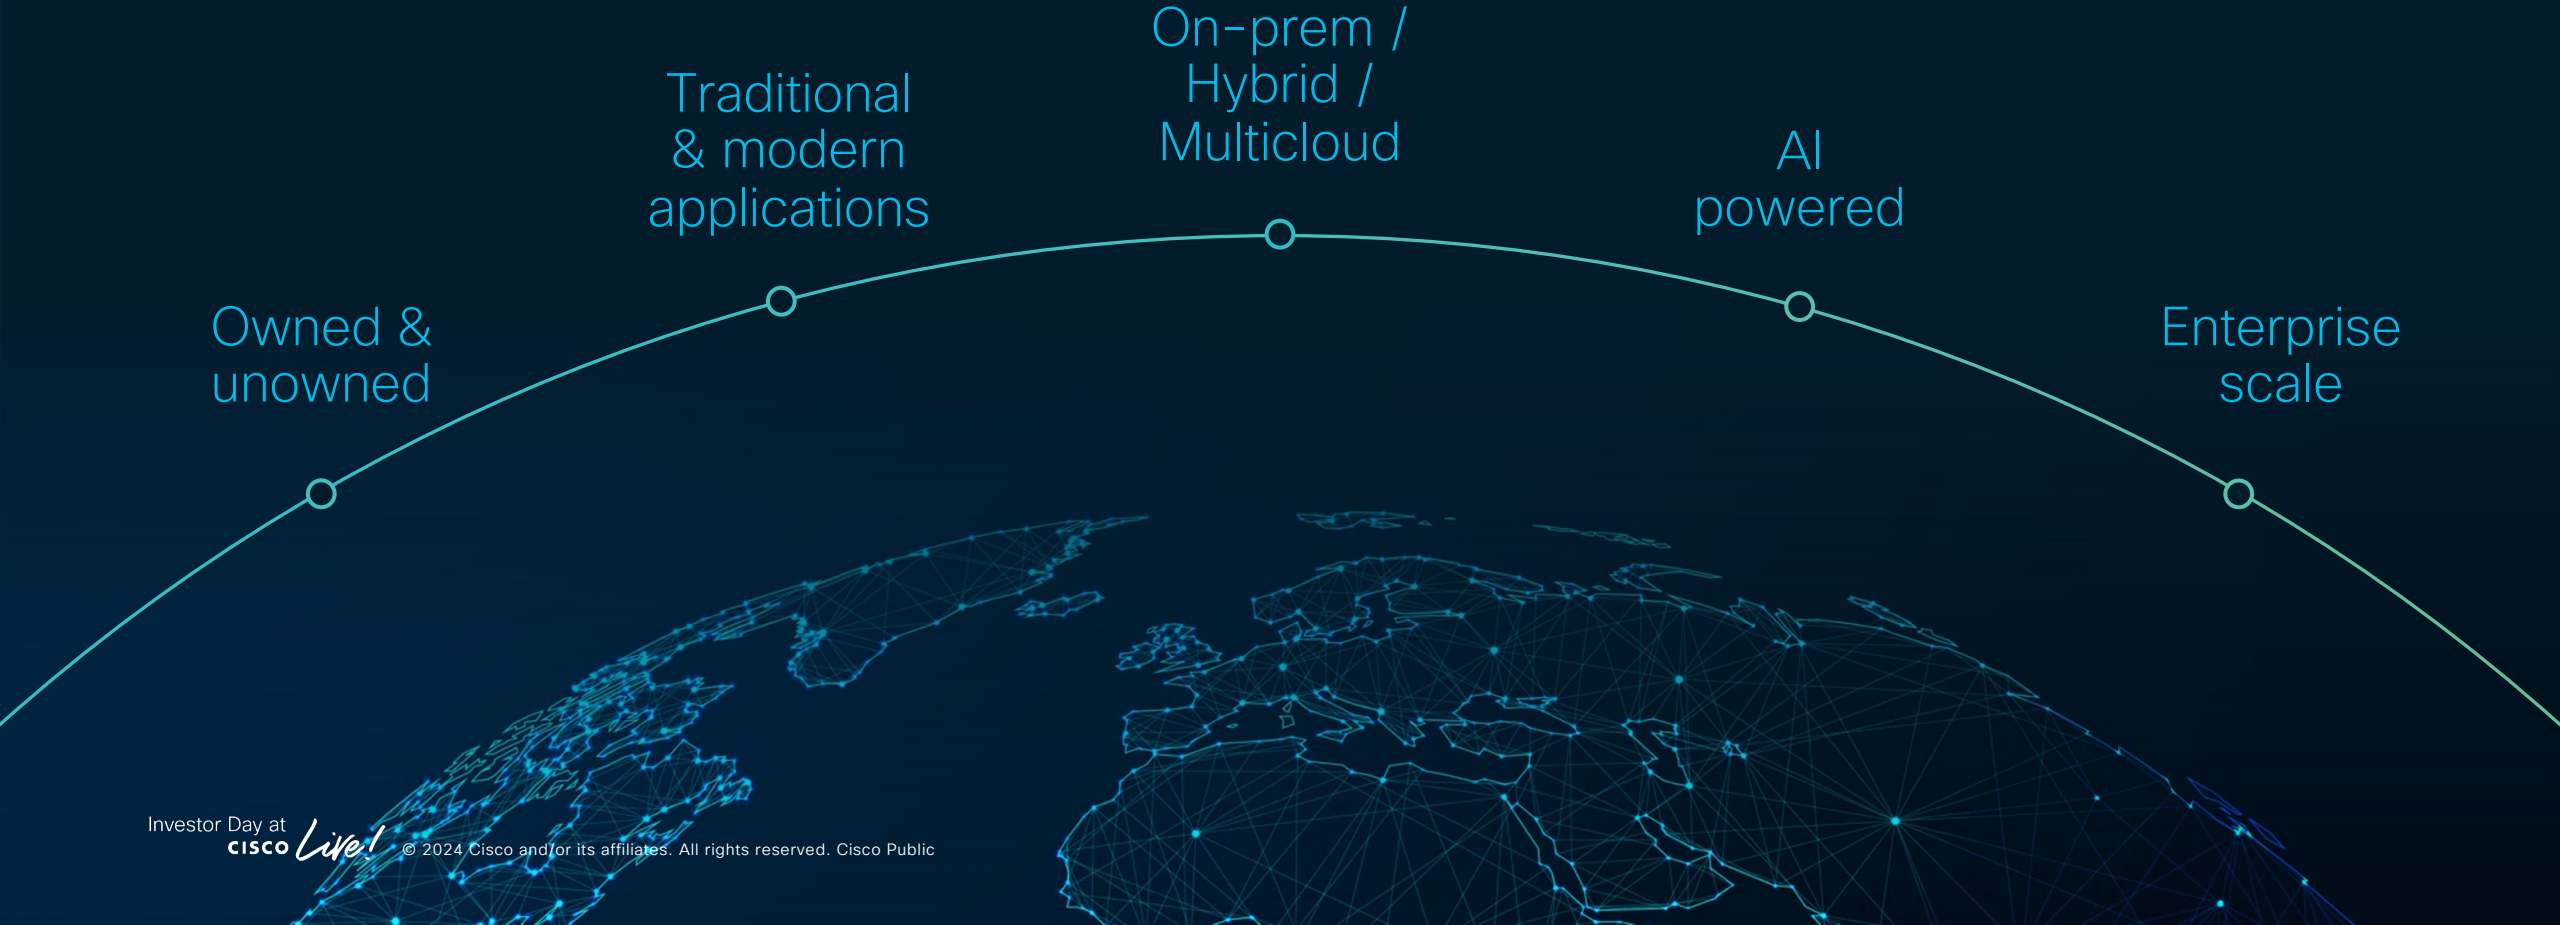 On-prem /
Hybrid /
Multicloud
Traditional
& modern
applications
AI
powered
Owned &
unowned
Enterprise
scale
Investor Day at
CISCO Live!
© 2024 Cisco and/or its affiliates. All rights reserved. Cisco Public